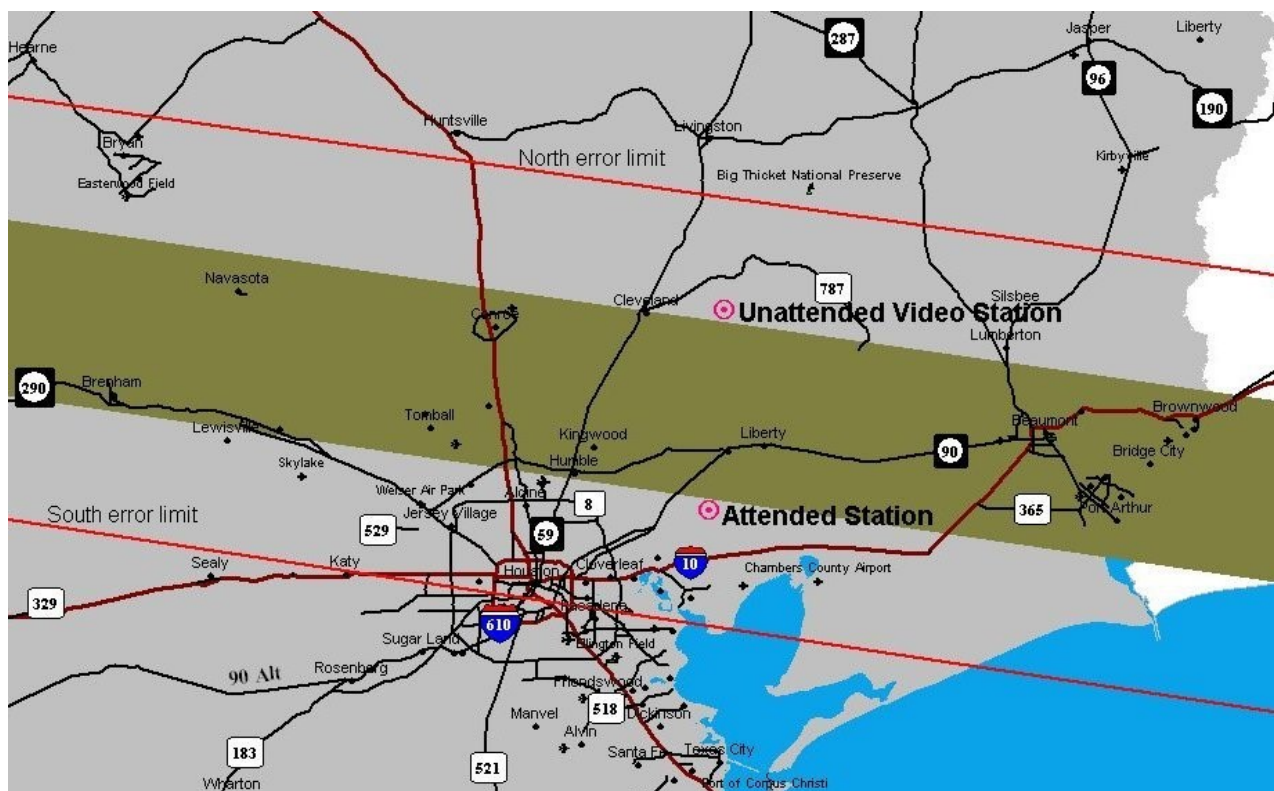 Jasper
Liberty
Hearne
287
96
190
Huntsville
Livingston
Bryan
North error limit
Kirbyville
Easterwood Field
Big Thicket National Preserve
Navasota
787
Cleveland
Silsbee
Unattended Video Station
Conroe
Lumberton
290
Brenham
Brownwood
Tomball
Beaumont
Lewisville
Kingwood
Liberty
90
Bridge City
Skylake
Humble
Weiser Air Park
Aldine
8
South error limit
Jersey Village
Attended Station
365
Port Arthur
529
59
Sealy
Katy
Houston
Cloverleaf
10
Chambers County Airport
329
Pasadena
610
Sugar Land
Ellington Field
Rosenberg
90 Alt
Friendswood
518
Dickinson
Manvel
Alvin
183
Santa Fe
Texas City
521
Wharton
Port of Corpus Christi